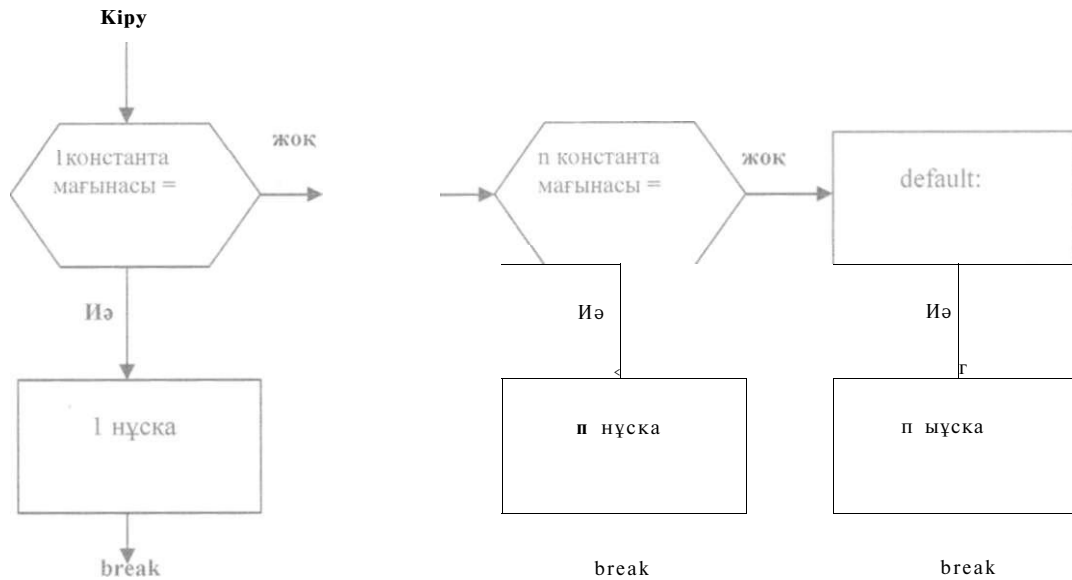 Кіру
1константа
мағынасы =
жоқ
n константа
мағынасы =
жоқ
default:
Иә
Иә
Иә
1 нұсқа
п нұсқа
п ыұсқа
break
break
break